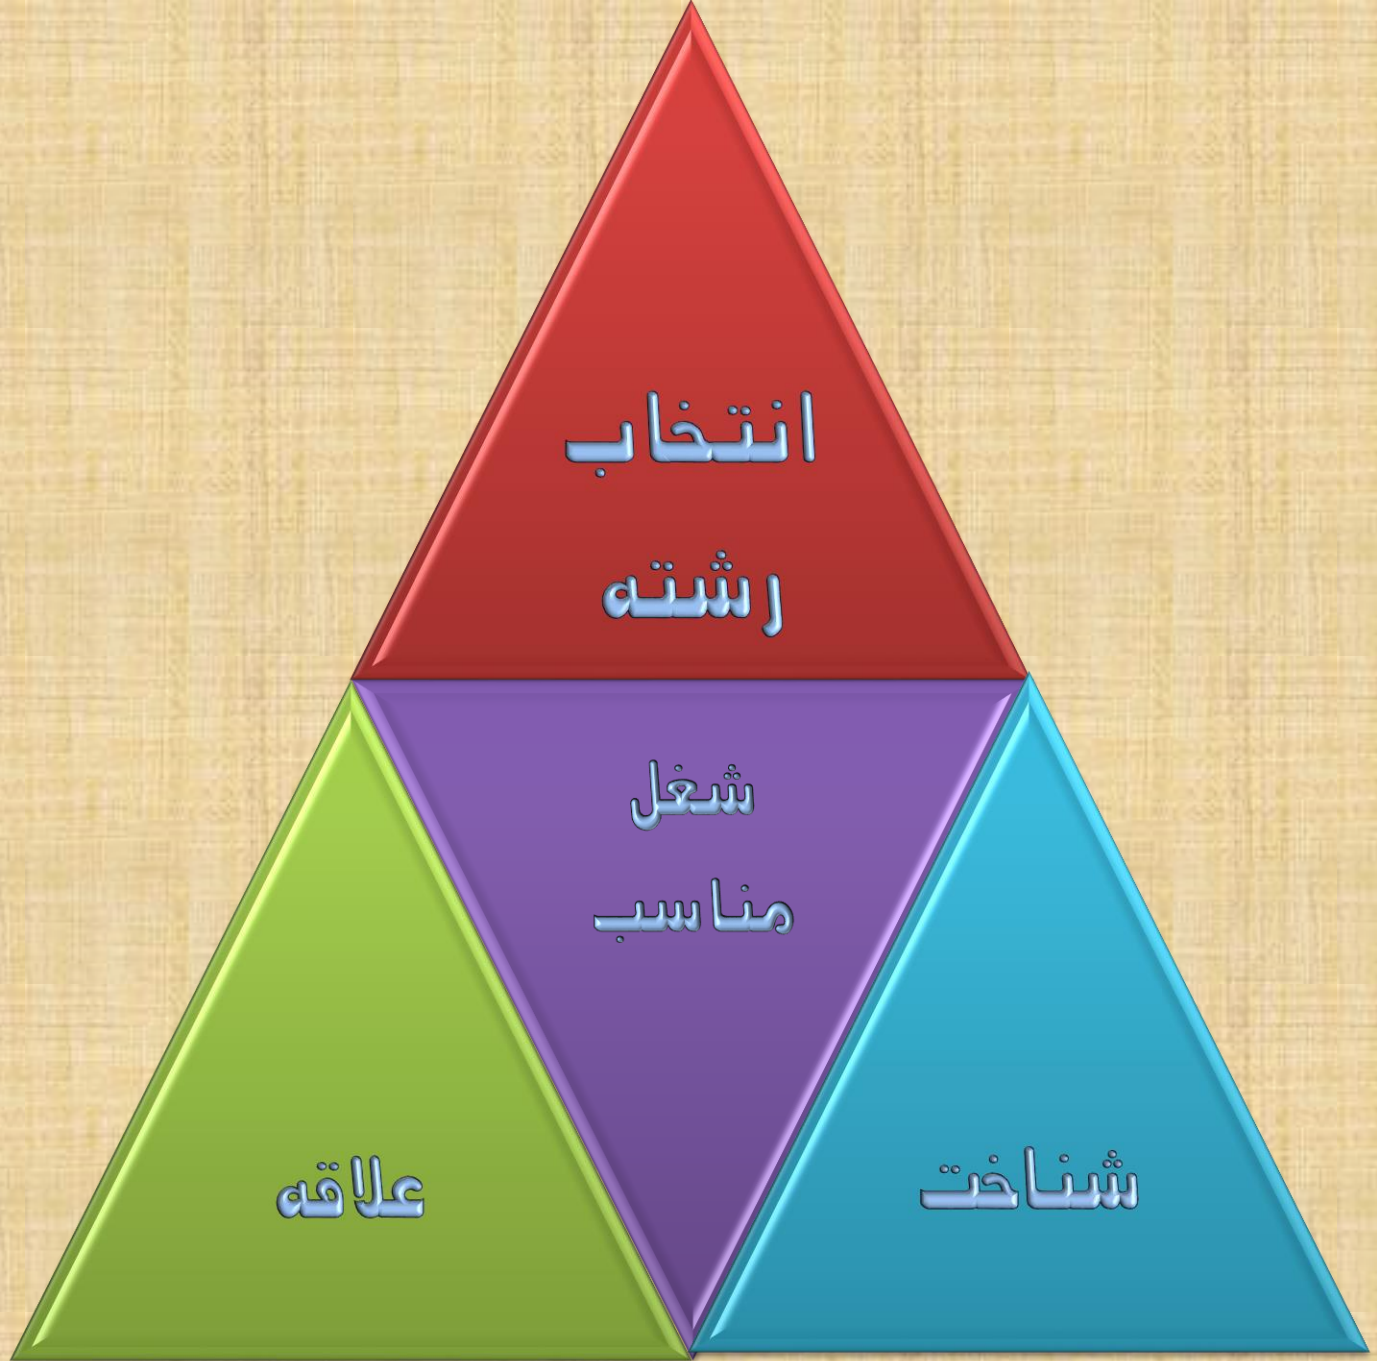 انتخاب
رشته
شغل
مناسب
شناخت
علاقه